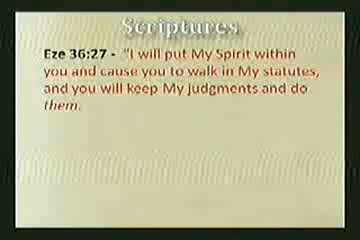 Scriptures
Eze 36:27 - "I will put My Spirit within
you and cause you to walk in My statutes,
and you will keep My judgments and do
them.